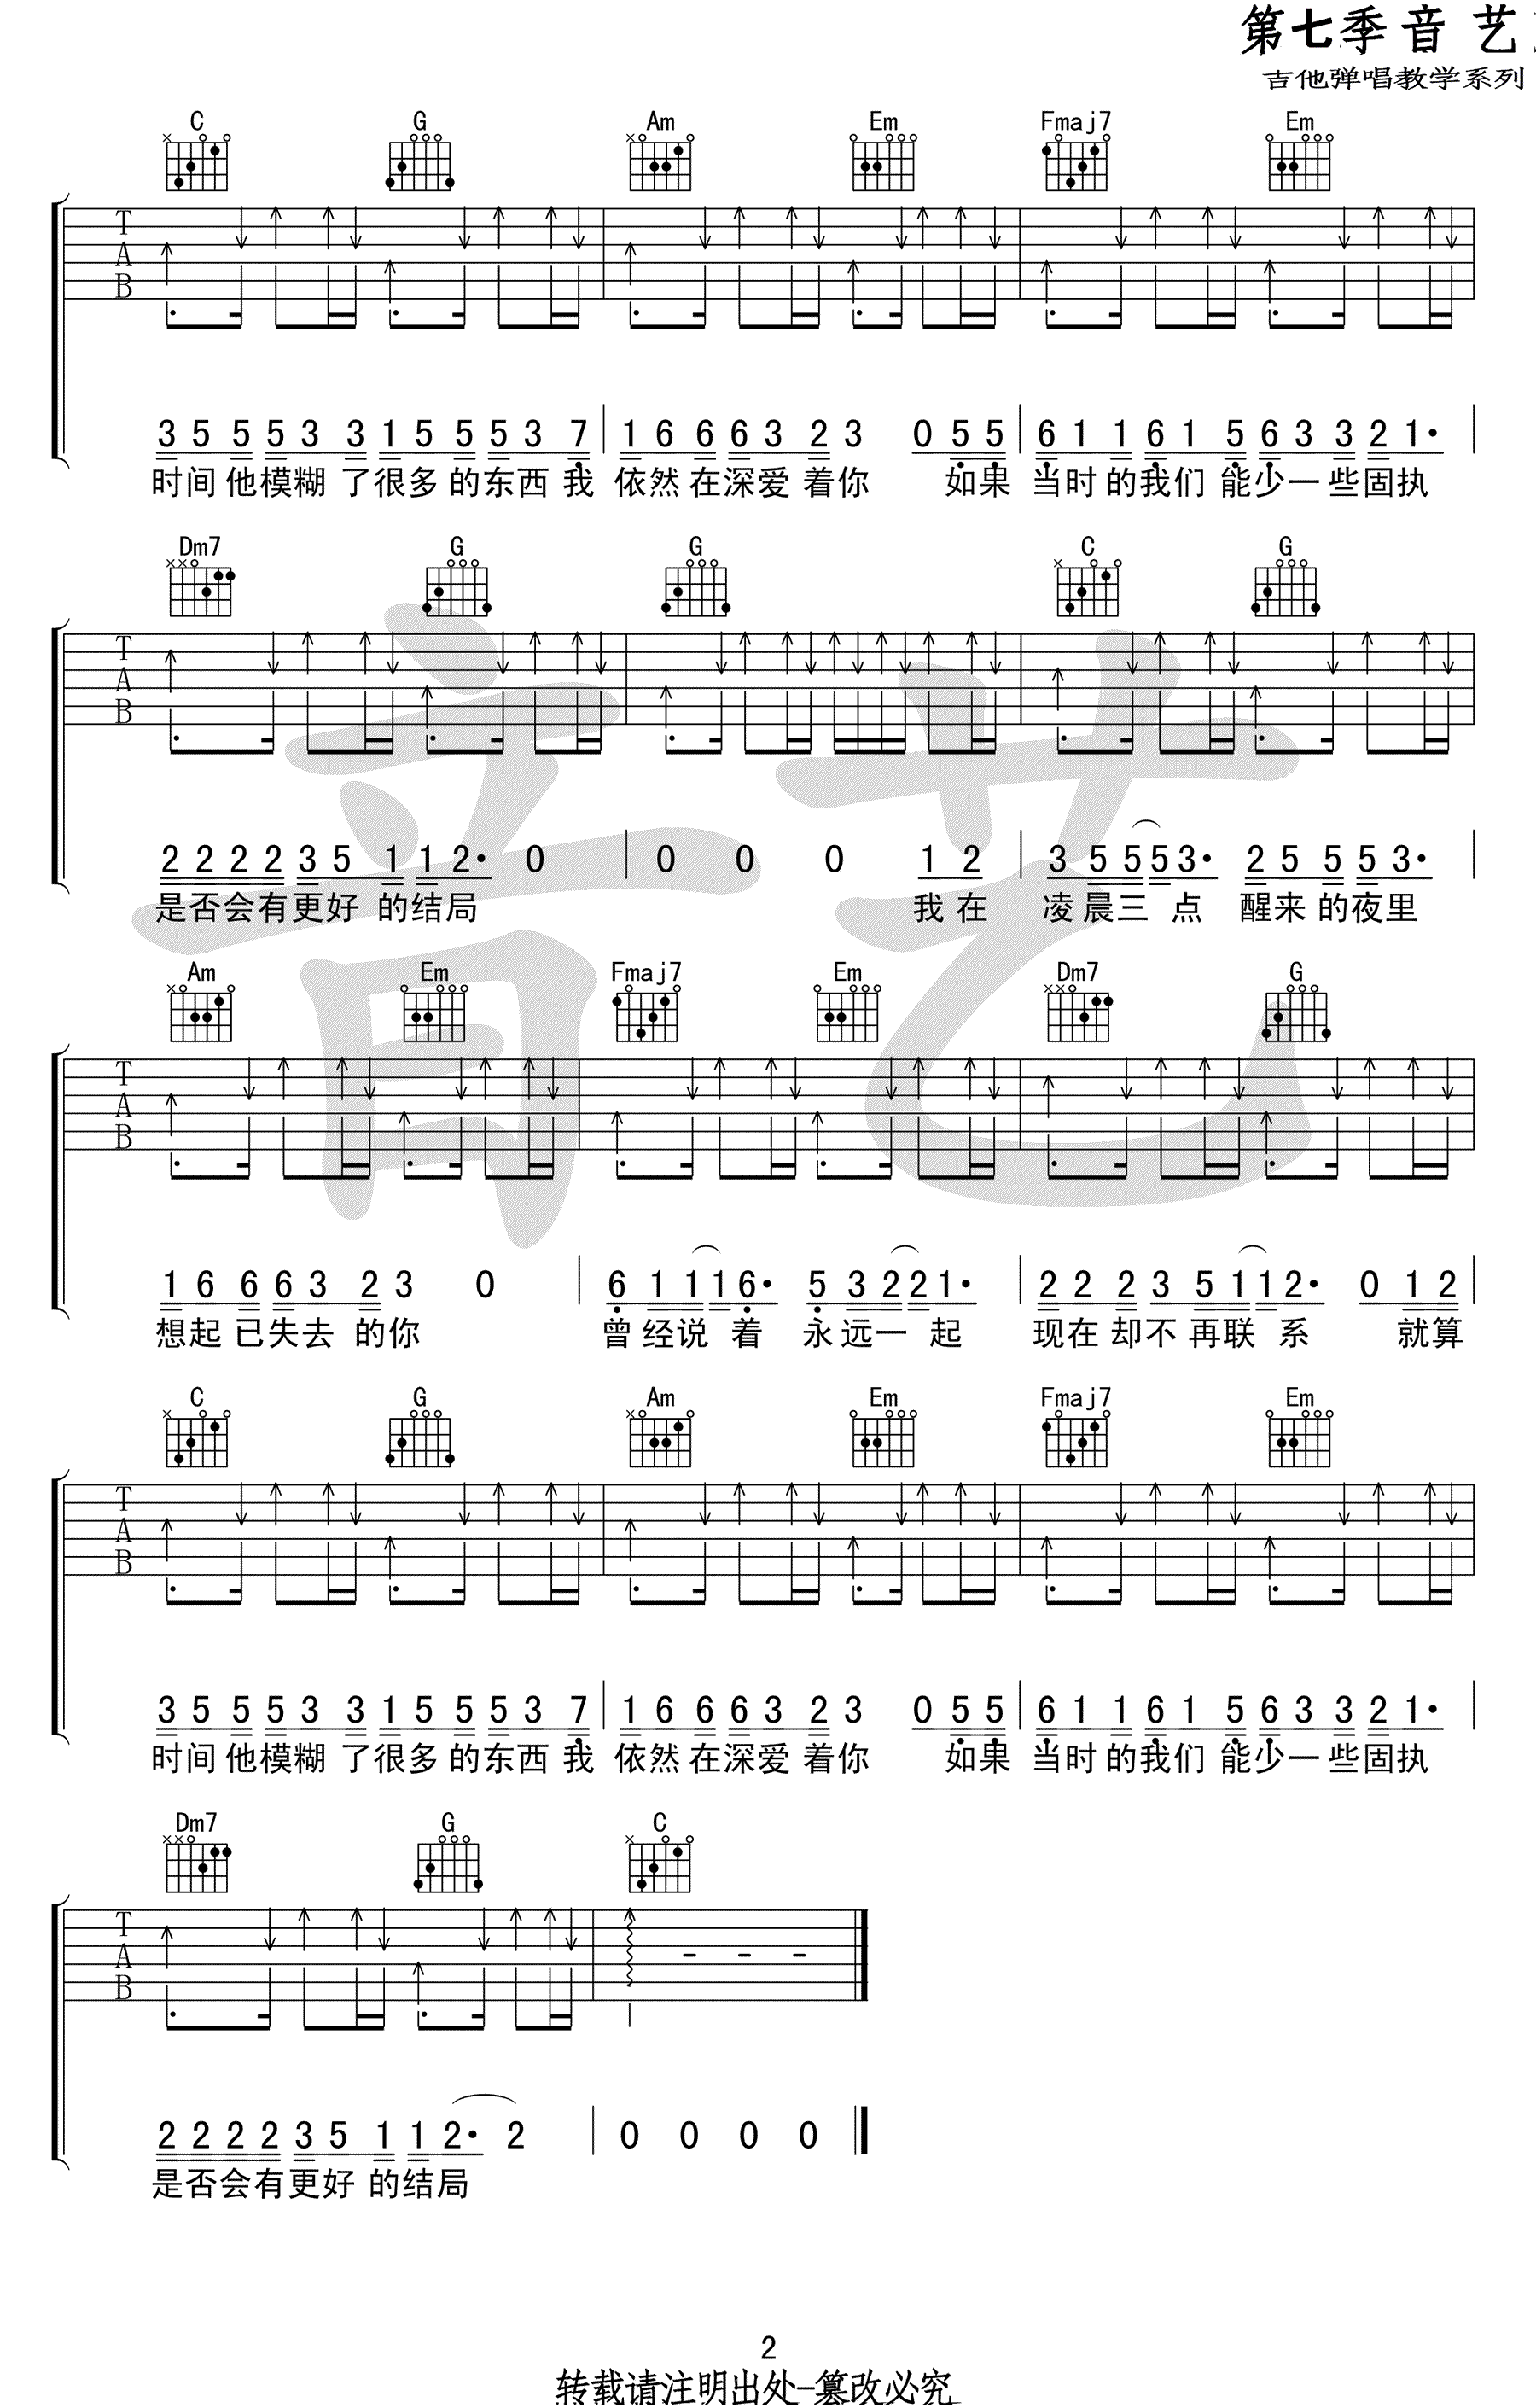 第七季 音 艺
吉他弹唱教学系列
C G Am Em Fmaj7 Em
T
A
B
3 5 5 5 3 3 1 5 5 5 3 7 1 6 6 6 3 2 3 0 5 5 6 1 1 6 1 5 6 3 3 2 1·
时间他模糊了很多的东西我 依然在深爱着你 如果 当时的我们能少一些固执
Dm7 G G C G
T
A
B
2 2 2 2 3 5 1 1 2· 0 0 0 0 1 2 3 5 5 5 3· 2 5 5 5 3·
是否会有更好的结局 我在 凌晨三点 醒来的夜里
Am Em Fmaj7 Em Dm7 G
T
A
B
1 6 6 6 3 2 3 0 6 1 1 1 6· 5 3 2 2 1· 2 2 2 3 5 1 1 2· 0 1 2
想起已失去的你 曾经说着 永远一起 现在却不再联系 就算
C G Am Em Fmaj7 Em
T
A
B
3 5 5 5 3 3 1 5 5 5 3 7 1 6 6 6 3 2 3 0 5 5 6 1 1 6 1 5 6 3 3 2 1·
时间他模糊了很多的东西我 依然在深爱着你 如果 当时的我们能少一些固执
Dm7 G C
T
A
B
2 2 2 2 3 5 1 1 2· 2 0 0 0 0
是否会有更好的结局
2
转载请注明出处-篡改必究
音艺